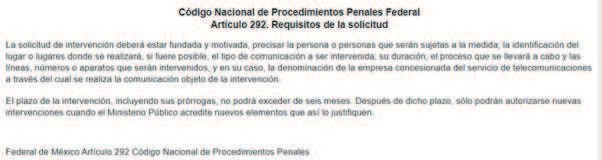 Código Nacional de Procedimientos Penales Federal
Artículo 292. Requisitos de la solicitud
La solicitud de intervención deberá estar fundada y motivada, precisar la persona o personas que serán sujetas a la medida; la identificación del
lugar o lugares donde se realizará, si fuere posible, el tipo de comunicación a ser intervenida; su duración; el proceso que se llevará a cabo y las
líneas, números o aparatos que serán intervenidos, y en su caso, la denominación de la empresa concesionada del servicio de telecomunicaciones
a través del cual se realiza la comunicación objeto de la intervención.
El plazo de la intervención, incluyendo sus prórrogas, no podrá exceder de seis meses. Después de dicho plazo, sólo podrán autorizarse nuevas
intervenciones cuando el Ministerio Público acredite nuevos elementos que así lo justifiquen.
Federal de México Artículo 292 Código Nacional de Procedimientos Penales